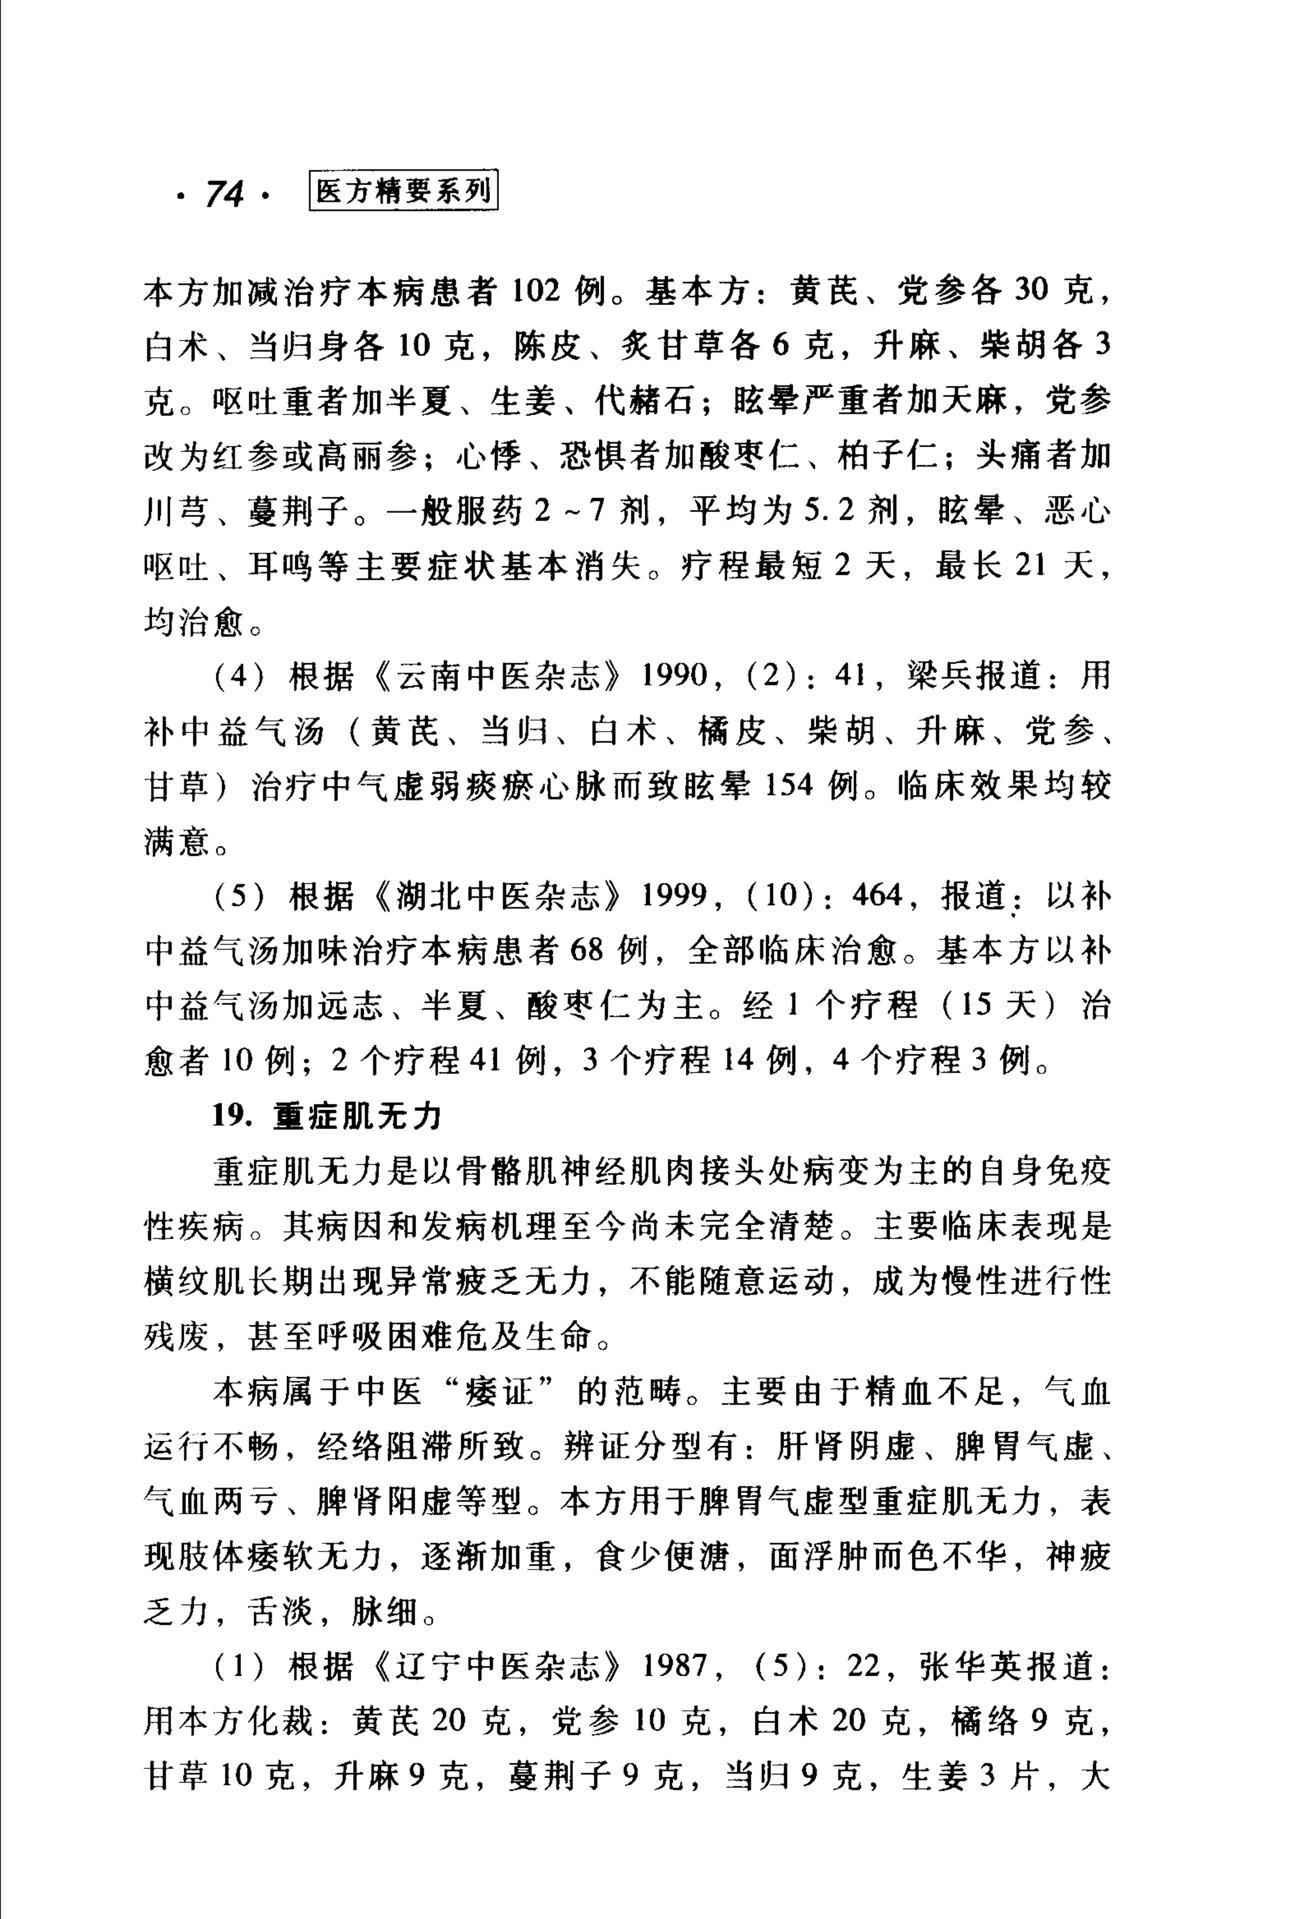 ·74· 医方精要系列
本方加减治疗本病患者 102 例。基本方：黄芪、党参各 30 克，
白术、当归身各 10 克，陈皮、炙甘草各 6 克，升麻、柴胡各 3
克。呕吐重者加半夏、生姜、代赭石；眩晕严重者加天麻，党参
改为红参或高丽参；心悸、恐惧者加酸枣仁、柏子仁；头痛者加
川芎、蔓荆子。一般服药 2～7 剂，平均为 5.2 剂，眩晕、恶心
呕吐、耳鸣等主要症状基本消失。疗程最短 2 天，最长 21 天，
均治愈。
（4）根据《云南中医杂志》1990，（2）：41，梁兵报道：用
补中益气汤（黄芪、当归、白术、橘皮、柴胡、升麻、党参、
甘草）治疗中气虚弱痰瘀心脉而致眩晕 154 例。临床效果均较
满意。
（5）根据《湖北中医杂志》1999，（10）：464，报道：以补
中益气汤加味治疗本病患者 68 例，全部临床治愈。基本方以补
中益气汤加远志、半夏、酸枣仁为主。经 1 个疗程（15 天）治
愈者 10 例；2 个疗程 41 例，3 个疗程 14 例，4 个疗程 3 例。
19. 重症肌无力
重症肌无力是以骨骼肌神经肌肉接头处病变为主的自身免疫
性疾病。其病因和发病机理至今尚未完全清楚。主要临床表现是
横纹肌长期出现异常疲乏无力，不能随意运动，成为慢性进行性
残废，甚至呼吸困难危及生命。
本病属于中医“痿证”的范畴。主要由于精血不足，气血
运行不畅，经络阻滞所致。辨证分型有：肝肾阴虚、脾胃气虚、
气血两亏、脾肾阳虚等型。本方用于脾胃气虚型重症肌无力，表
现肢体痿软无力，逐渐加重，食少便溏，面浮肿而色不华，神疲
乏力，舌淡，脉细。
（1）根据《辽宁中医杂志》1987，（5）：22，张华英报道：
用本方化裁：黄芪 20 克，党参 10 克，白术 20 克，橘络 9 克，
甘草 10 克，升麻 9 克，蔓荆子 9 克，当归 9 克，生姜 3 片，大